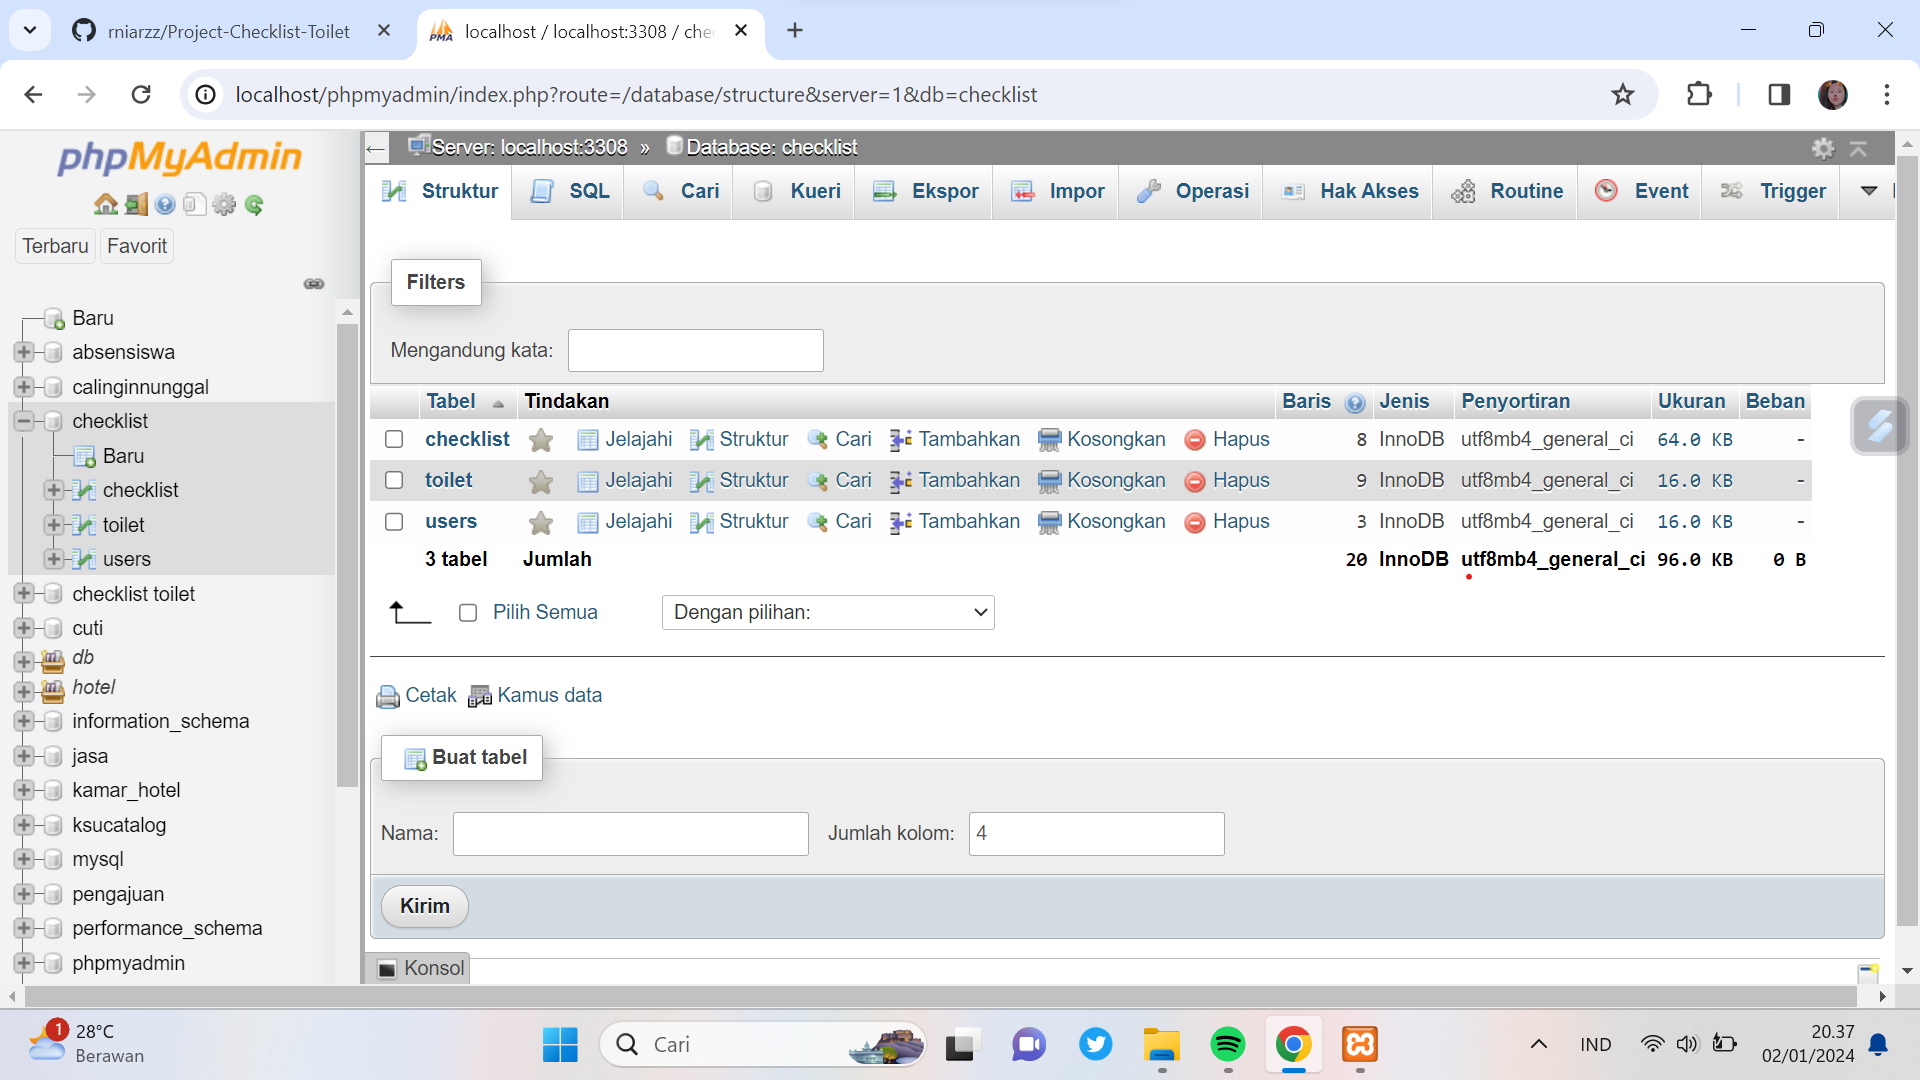 rniarzz/Project-Checklist-Toilet
localhost / localhost:3308 / che
localhost/phpmyadmin/index.php?route=/database/structure&server=1&db=checklist
phpMyAdmin
Terbaru
Favorit
Baru
absensiswa
calinginnunggal
checklist
Baru
checklist
toilet
users
checklist toilet
cuti
db
hotel
information_schema
jasa
kamar_hotel
ksucatalog
mysql
pengajuan
performance_schema
phpmyadmin
Server: localhost:3308 » Database: checklist
Struktur SQL Cari Kueri Ekspor Impor Operasi Hak Akses Routine Event Trigger
Filters
Mengandung kata:
Tabel Tindakan Baris Jenis Penyortiran Ukuran Beban
checklist Jelajahi Struktur Cari Tambahkan Kosongkan Hapus 8 InnoDB utf8mb4_general_ci 64.0 KB -
toilet Jelajahi Struktur Cari Tambahkan Kosongkan Hapus 9 InnoDB utf8mb4_general_ci 16.0 KB -
users Jelajahi Struktur Cari Tambahkan Kosongkan Hapus 3 InnoDB utf8mb4_general_ci 16.0 KB -
3 tabel Jumlah 20 InnoDB utf8mb4_general_ci 96.0 KB 0 B
Pilih Semua Dengan pilihan:
Cetak Kamus data
Buat tabel
Nama: Jumlah kolom: 4
Kirim
Konsol
1
28°C
Berawan
Cari
IND
20.37
02/01/2024